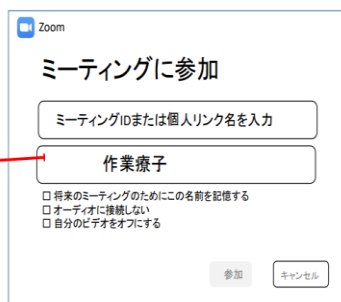 Zoom
ミーティングに参加
ミーティングIDまたは個人リンク名を入力
作業療子
□ 将来のミーティングのためにこの名前を記憶する
□ オーディオに接続しない
□ 自分のビデオをオフにする
参加 キャンセル